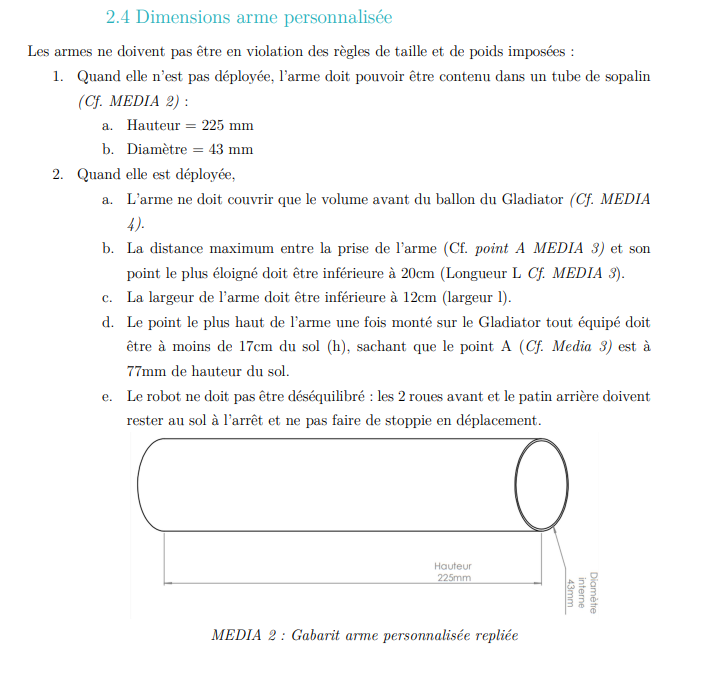 2.4 Dimensions arme personnalisée
Les armes ne doivent pas être en violation des règles de taille et de poids imposées :
1. Quand elle n'est pas déployée, l'arme doit pouvoir être contenu dans un tube de sopalin
(Cf. MEDIA 2) :
a. Hauteur = 225 mm
b. Diamètre = 43 mm
2. Quand elle est déployée,
a. L'arme ne doit couvrir que le volume avant du ballon du Gladiator (Cf. MEDIA
4).
b. La distance maximum entre la prise de l'arme (Cf. point A MEDIA 3) et son
point le plus éloigné doit être inférieure à 20cm (Longueur L Cf. MEDIA 3).
c. La largeur de l'arme doit être inférieure à 12cm (largeur l).
d. Le point le plus haut de l'arme une fois monté sur le Gladiator tout équipé doit
être à moins de 17cm du sol (h), sachant que le point A (Cf. Media 3) est à
77mm de hauteur du sol.
e. Le robot ne doit pas être déséquilibré : les 2 roues avant et le patin arrière doivent
rester au sol à l'arrêt et ne pas faire de stoppie en déplacement.
Hauteur
225mm
Diamètre
interne
43mm
MEDIA 2 : Gabarit arme personnalisée repliée